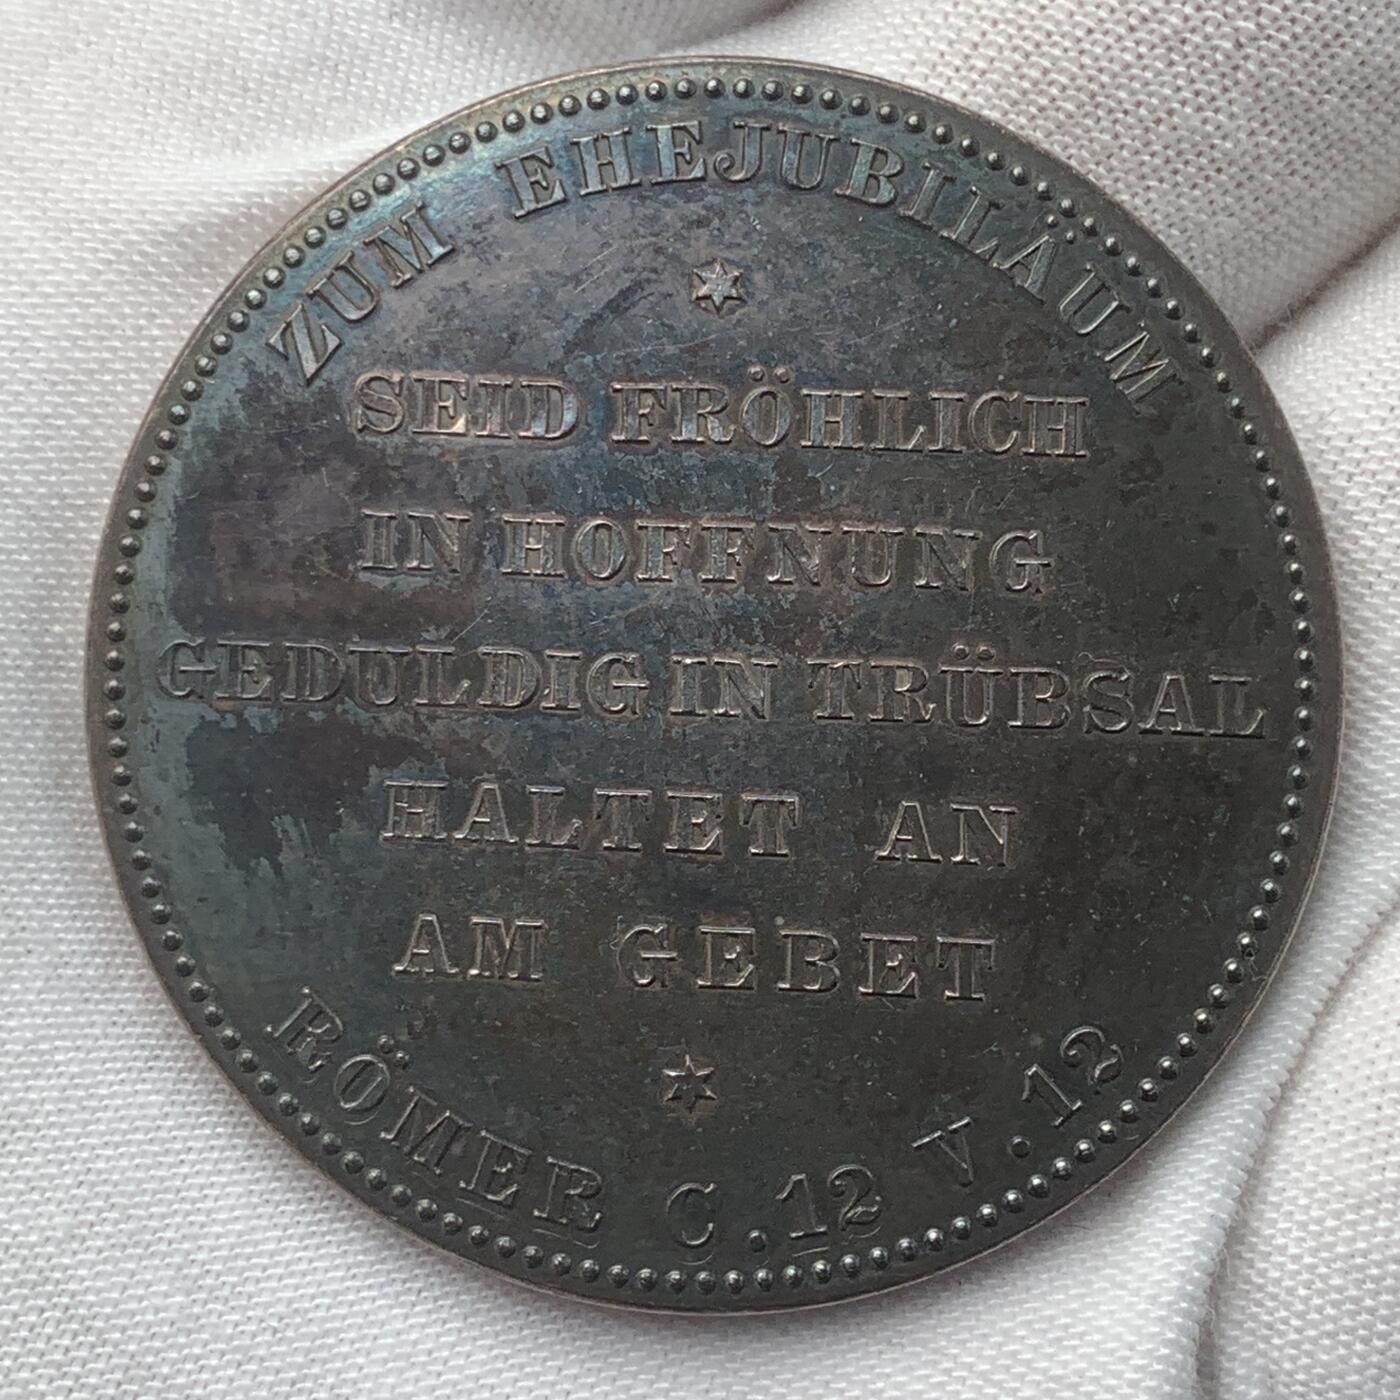 ZUM EHEJUBILÄUM
SEID FRÖHLICH
IN HOFFNUNG
GEDULDIG IN TRÜBSAL
HALTET AN
AM GEBET
RÖMER C. 12 V. 12